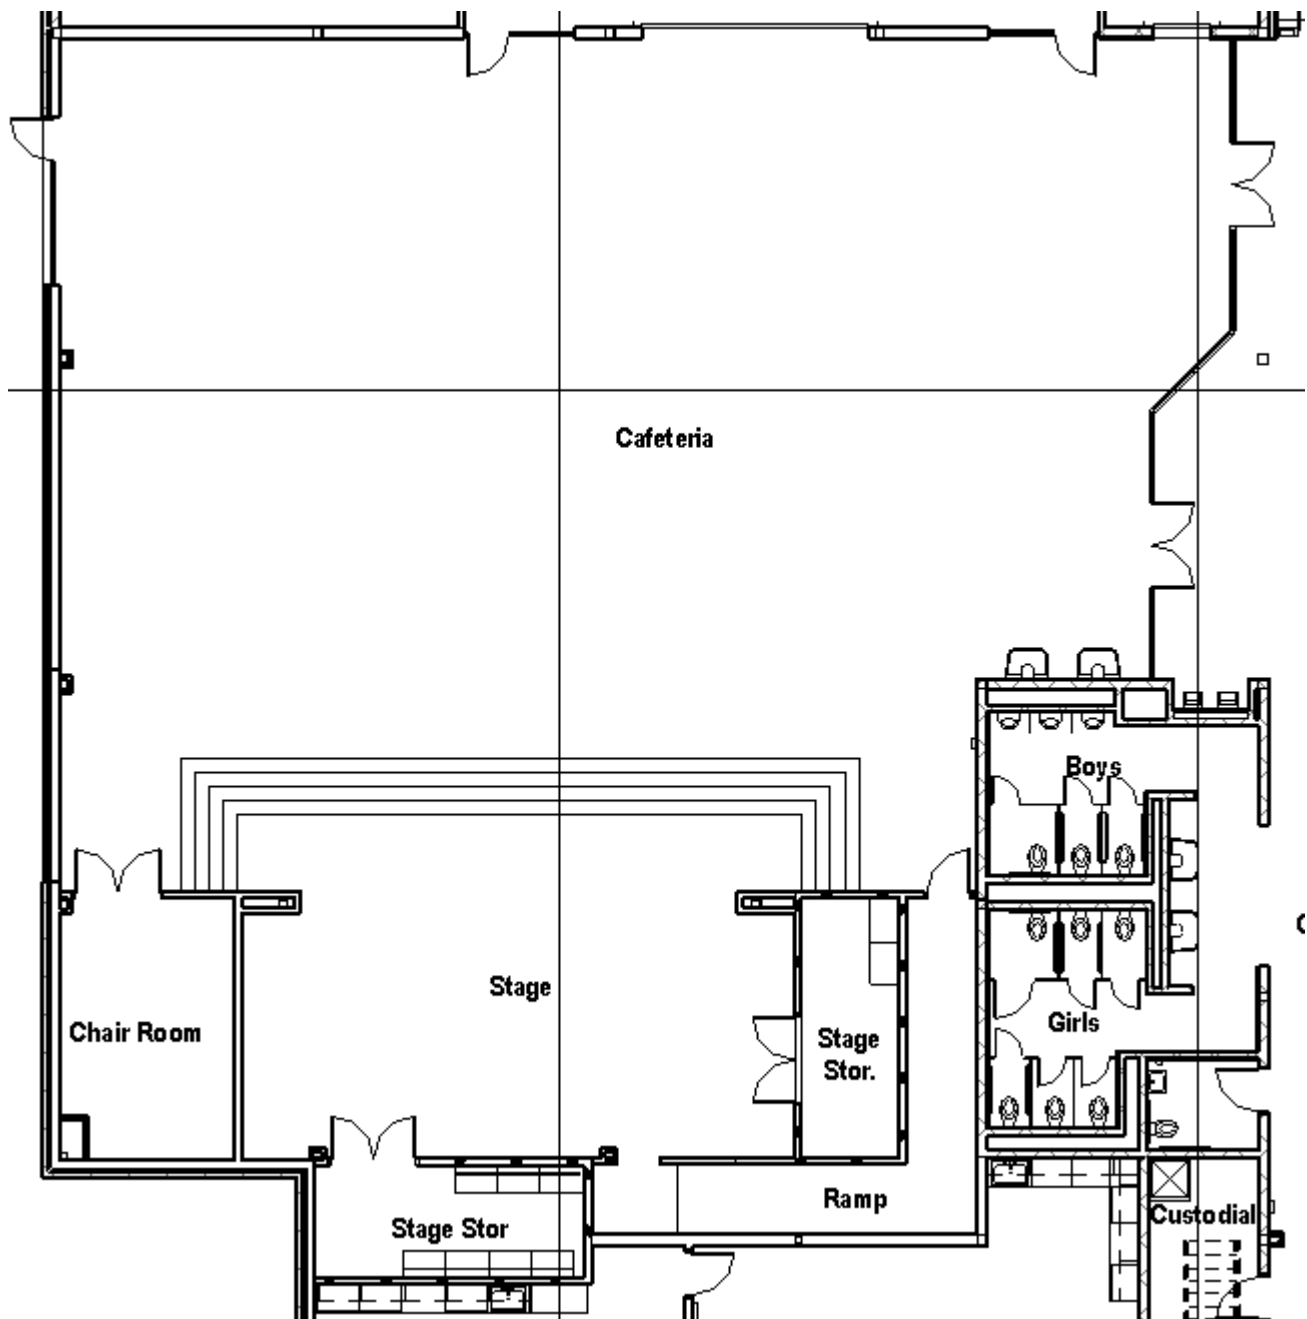 Cafeteria
Boys
Stage
Chair Room
Girls
Stage
Stor.
Ramp
Stage Stor
Custodial